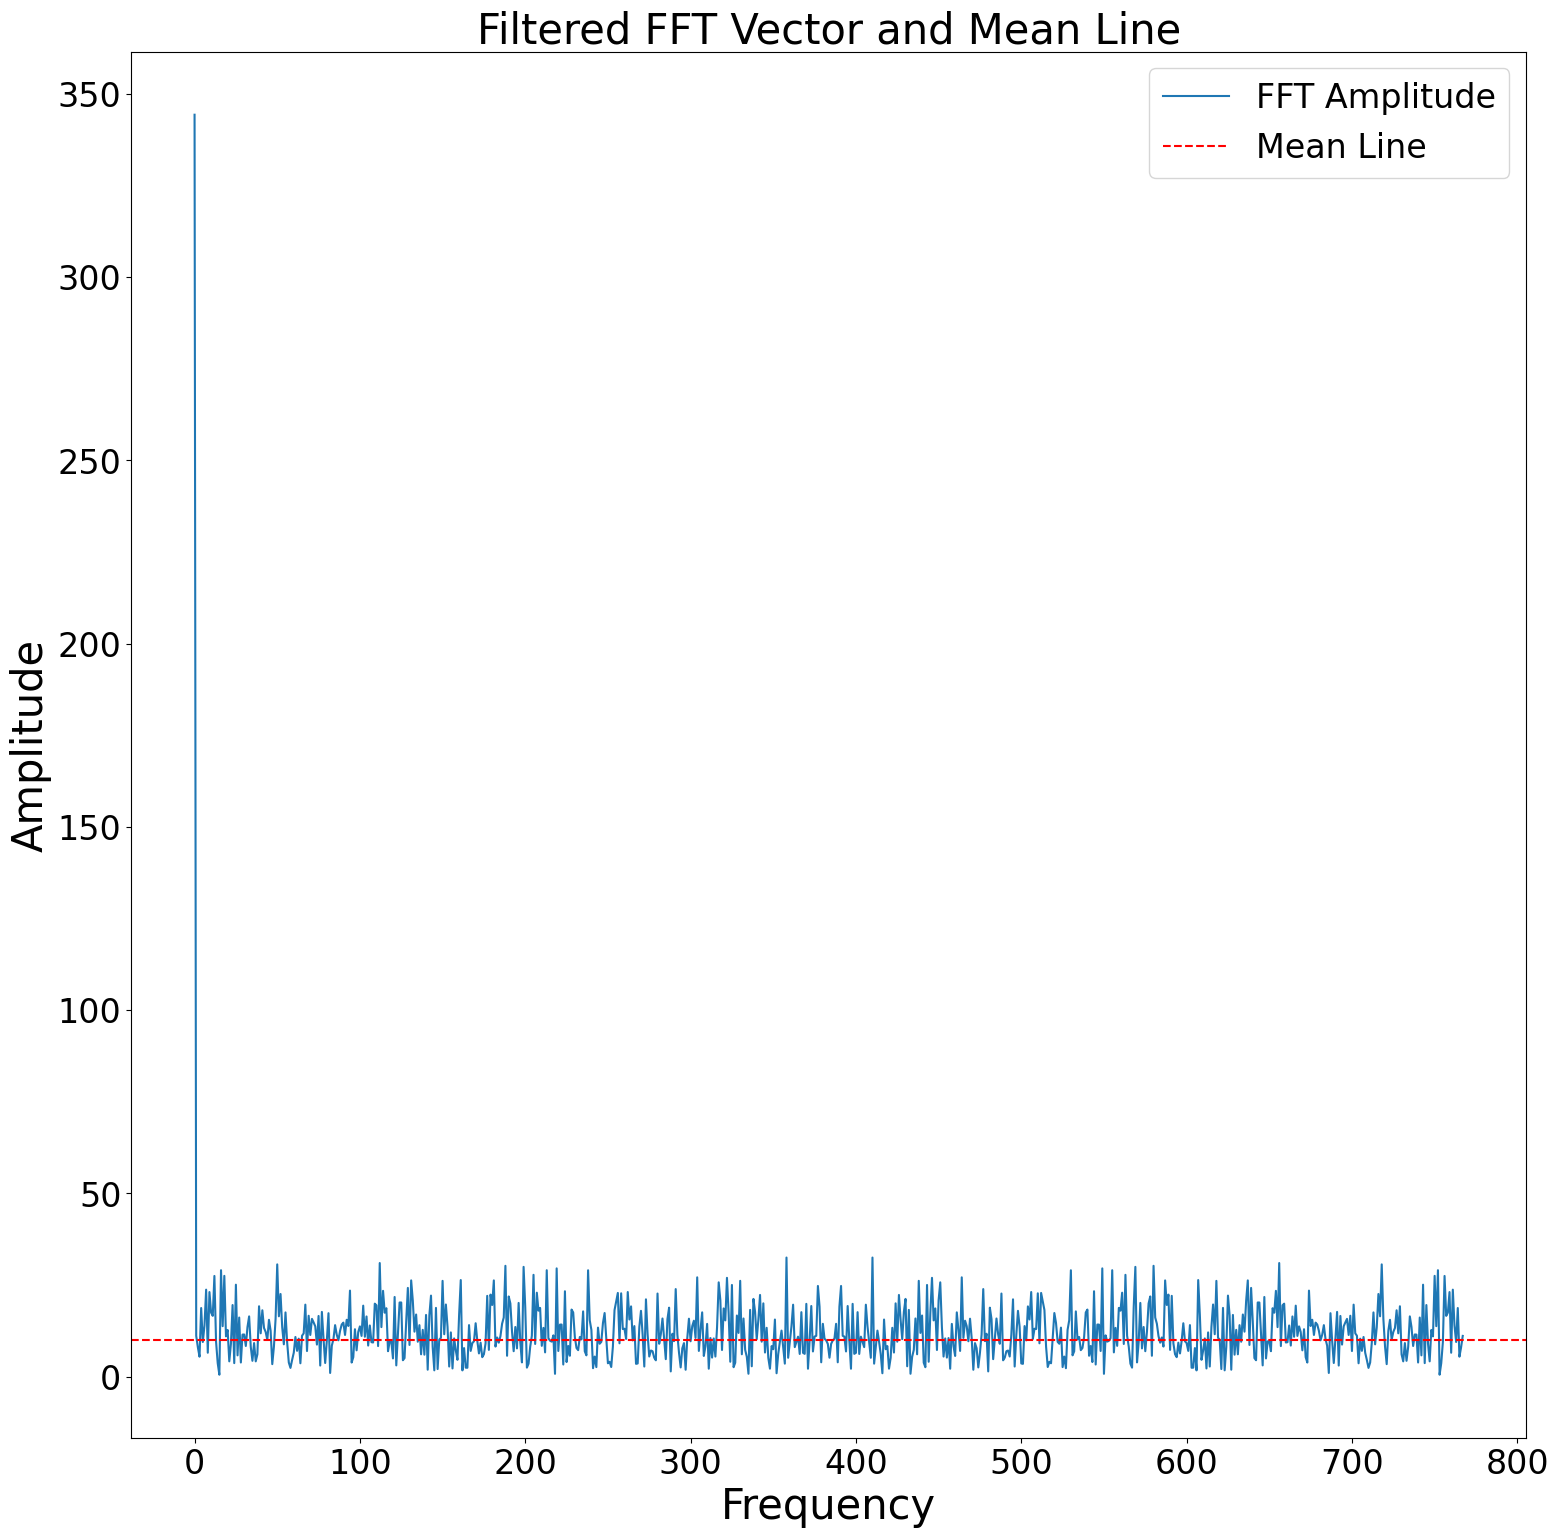 Filtered FFT Vector and Mean Line
FFT Amplitude
Mean Line
350
300
250
200
150
100
50
0
Amplitude
0 100 200 300 400 500 600 700 800
Frequency